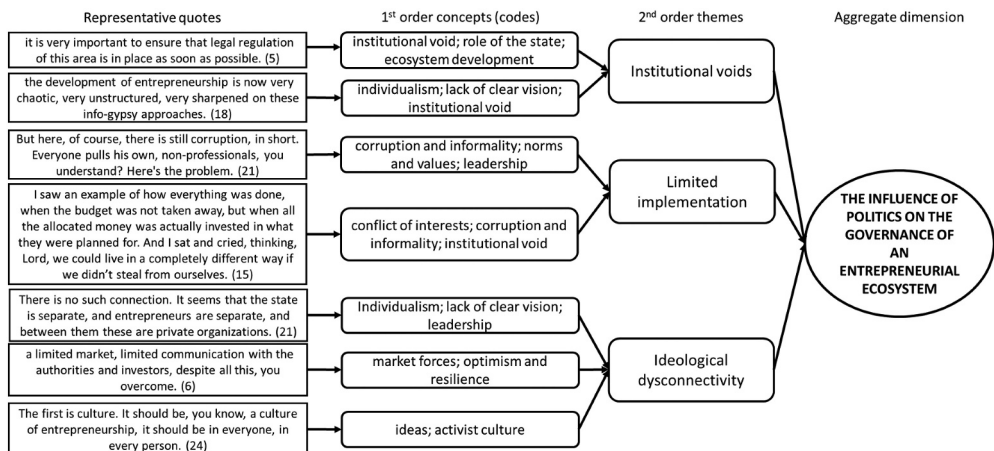 Representative quotes
1st order concepts (codes)
2nd order themes
Aggregate dimension
it is very important to ensure that legal regulation
of this area is in place as soon as possible. (5)
the development of entrepreneurship is now very
chaotic, very unstructured, very sharpened on these
info-gypsy approaches. (18)
But here, of course, there is still corruption, in short.
Everyone pulls his own, non-professionals, you
understand? Here's the problem. (21)
I saw an example of how everything was done,
when the budget was not taken away, but when all
the allocated money was actually invested in what
they were planned for. And I sat and cried, thinking,
Lord, we could live in a completely different way if
we didn't steal from ourselves. (15)
There is no such connection. It seems that the state
is separate, and entrepreneurs are separate, and
between them these are private organizations. (21)
a limited market, limited communication with the
authorities and investors, despite all this, you
overcome. (6)
The first is culture. It should be, you know, a culture
of entrepreneurship, it should be in everyone, in
every person. (24)
institutional void; role of the state;
ecosystem development
individualism; lack of clear vision;
institutional void
corruption and informality; norms
and values; leadership
conflict of interests; corruption and
informality; institutional void
Individualism; lack of clear vision;
leadership
market forces; optimism and
resilience
ideas; activist culture
Institutional voids
Limited
implementation
Ideological
dysconnectivity
THE INFLUENCE OF
POLITICS ON THE
GOVERNANCE OF
AN
ENTREPRENEURIAL
ECOSYSTEM